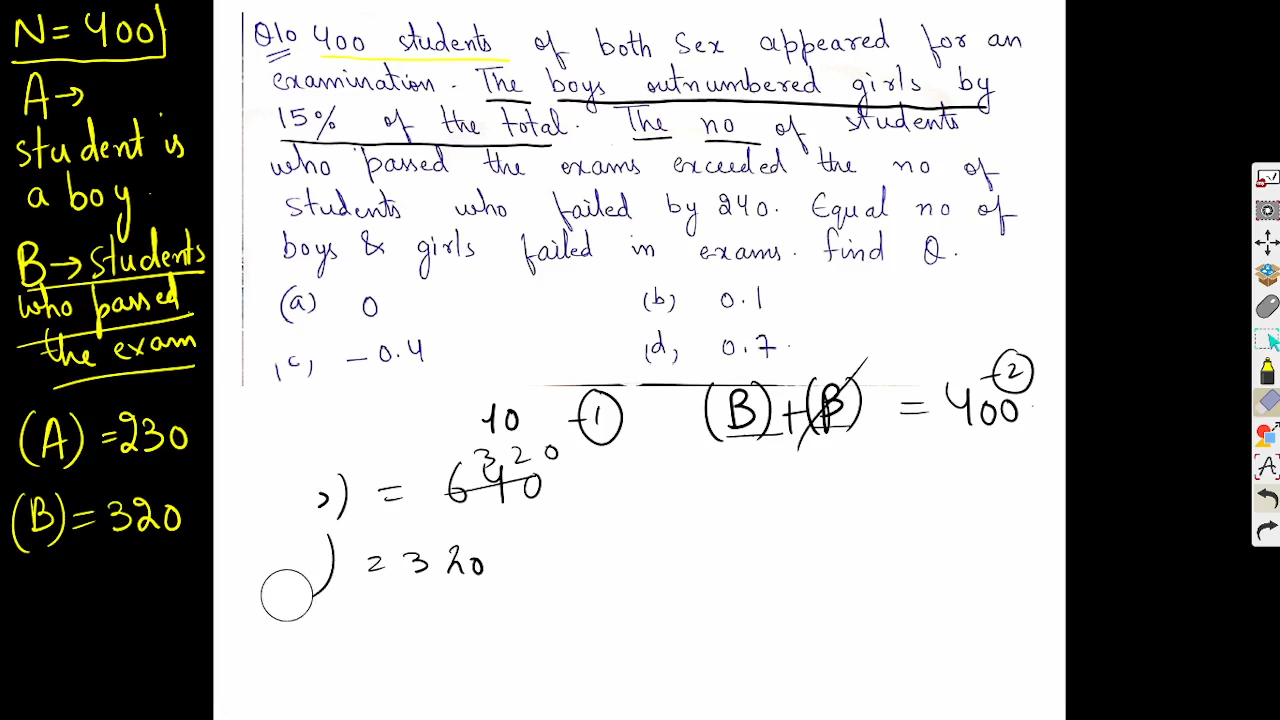 N = 400
A →
student is
a boy.
B → students
who passed
the exam
(A) = 230
(B) = 320
Q10 400 students of both Sex appeared for an
examination. The boys outnumbered girls by
15% of the total. The no of students
who passed the exams exceeded the no of
students who failed by 240. Equal no of
boys & girls failed in exams. find Q.
(a) 0 (b) 0.1
(c) -0.4 (d) 0.7.
40 - 1 (B) + (β) = 400 - 2
320
) = 640
) = 320